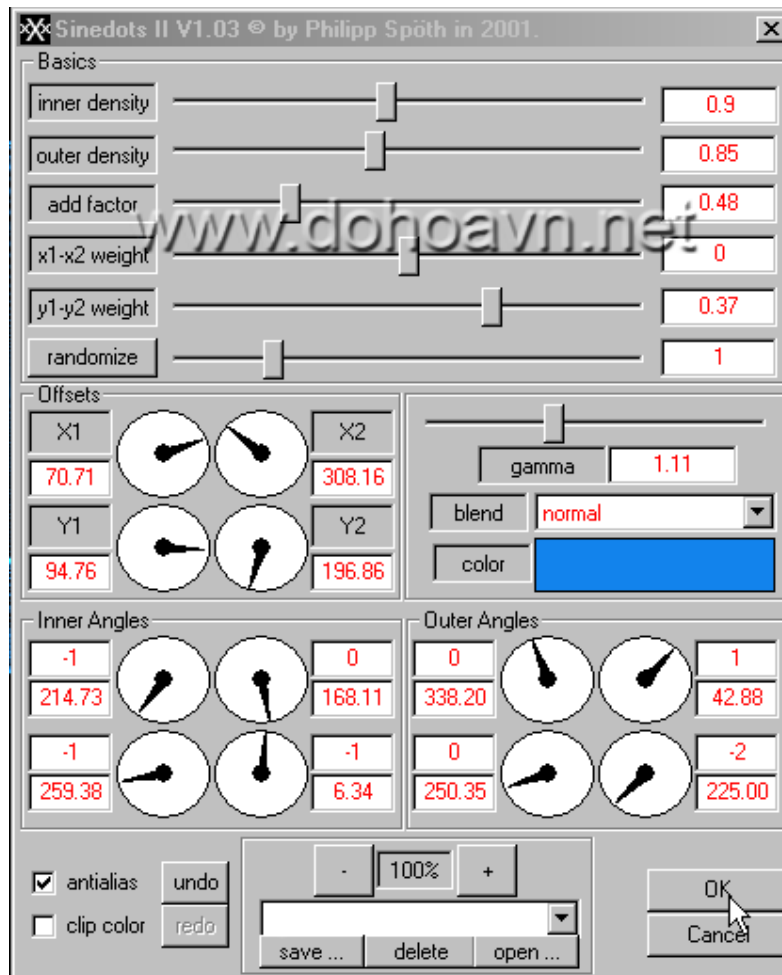 xXx Sinedots II V1.03 © by Philipp Spöth in 2001.
Basics
inner density 0.9
outer density 0.85
add factor 0.48
www.dohoavn.net
x1-x2 weight 0
y1-y2 weight 0.37
randomize 1
Offsets
X1 X2
70.71 308.16
Y1 Y2
94.76 196.86
gamma 1.11
blend normal
color
Inner Angles
-1 0
214.73 168.11
-1 -1
259.38 6.34
Outer Angles
0 1
338.20 42.88
0 -2
250.35 225.00
antialias undo
clip color redo
- 100% +
save ... delete open ...
OK
Cancel